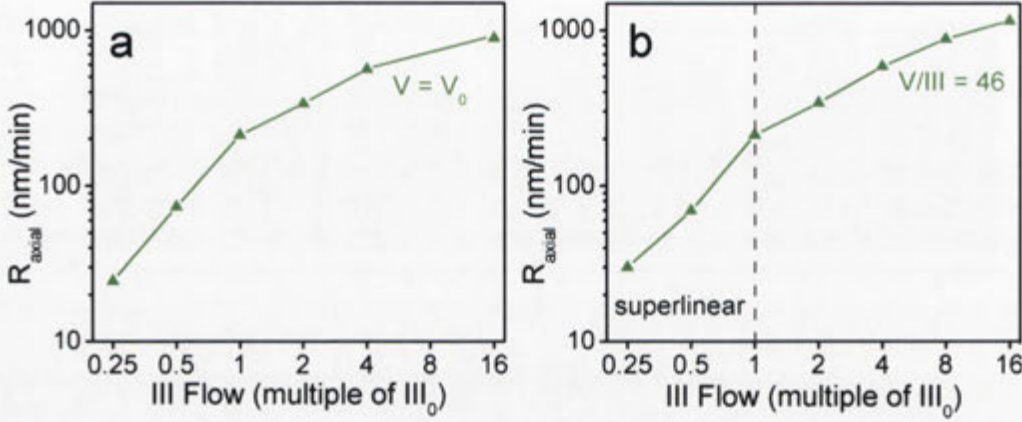 a
V = V₀
1000
100
10
R_axial (nm/min)
0.25 0.5 1 2 4 8 16
III Flow (multiple of III₀)
b
V/III = 46
superlinear
1000
100
10
R_axial (nm/min)
0.25 0.5 1 2 4 8 16
III Flow (multiple of III₀)